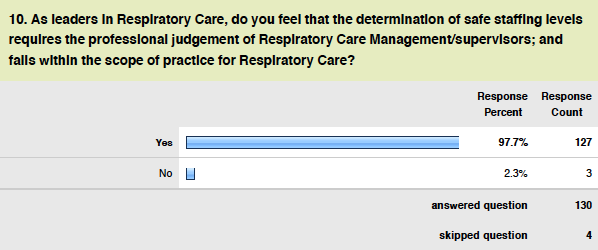 10. As leaders in Respiratory Care, do you feel that the determination of safe staffing levels
requires the professional judgement of Respiratory Care Management/supervisors; and
falls within the scope of practice for Respiratory Care?
Response Percent Response Count
Yes 97.7% 127
No 2.3% 3
answered question 130
skipped question 4